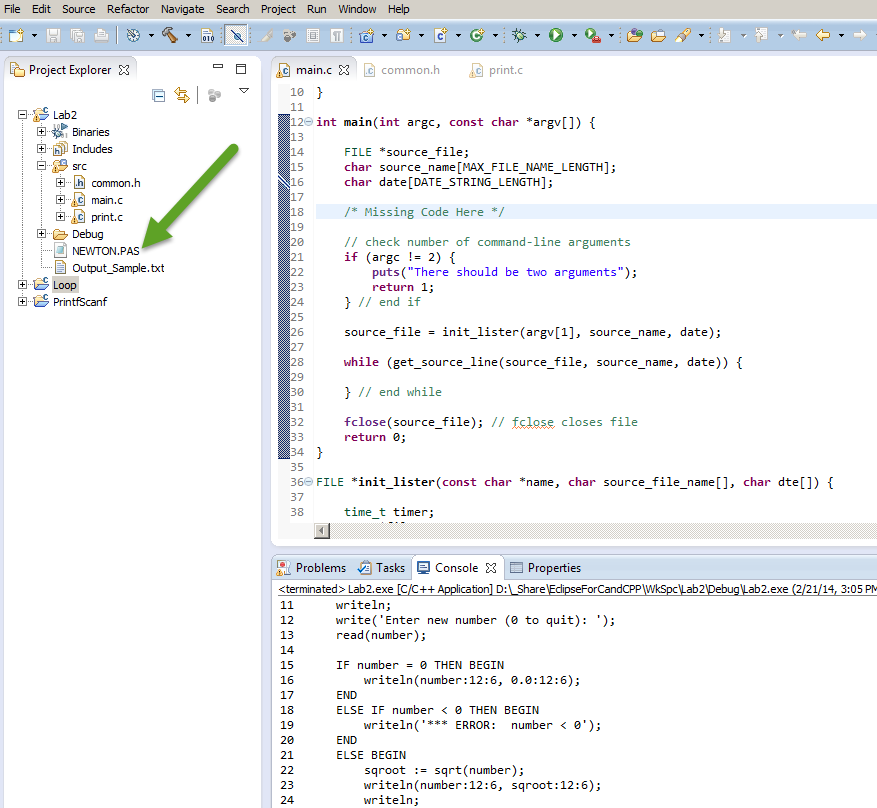 File Edit Source Refactor Navigate Search Project Run Window Help
Project Explorer
Lab2
Binaries
Includes
src
common.h
main.c
print.c
Debug
NEWTON.PAS
Output_Sample.txt
Loop
PrintfScanf
main.c common.h print.c
10 }
11
12 int main(int argc, const char *argv[]) {
13
14 FILE *source_file;
15 char source_name[MAX_FILE_NAME_LENGTH];
16 char date[DATE_STRING_LENGTH];
17
18 /* Missing Code Here */
19
20 // check number of command-line arguments
21 if (argc != 2) {
22 puts("There should be two arguments");
23 return 1;
24 } // end if
25
26 source_file = init_lister(argv[1], source_name, date);
27
28 while (get_source_line(source_file, source_name, date)) {
29
30 } // end while
31
32 fclose(source_file); // fclose closes file
33 return 0;
34 }
35
36 FILE *init_lister(const char *name, char source_file_name[], char dte[]) {
37
38 time_t timer;
Problems Tasks Console Properties
<terminated> Lab2.exe [C/C++ Application] D:\_Share\EclipseForCandCPP\WkSpc\Lab2\Debug\Lab2.exe (2/21/14, 3:05 PM
11 writeln;
12 write('Enter new number (0 to quit): ');
13 read(number);
14
15 IF number = 0 THEN BEGIN
16 writeln(number:12:6, 0.0:12:6);
17 END
18 ELSE IF number < 0 THEN BEGIN
19 writeln('*** ERROR:  number < 0');
20 END
21 ELSE BEGIN
22 sqroot := sqrt(number);
23 writeln(number:12:6, sqroot:12:6);
24 writeln;